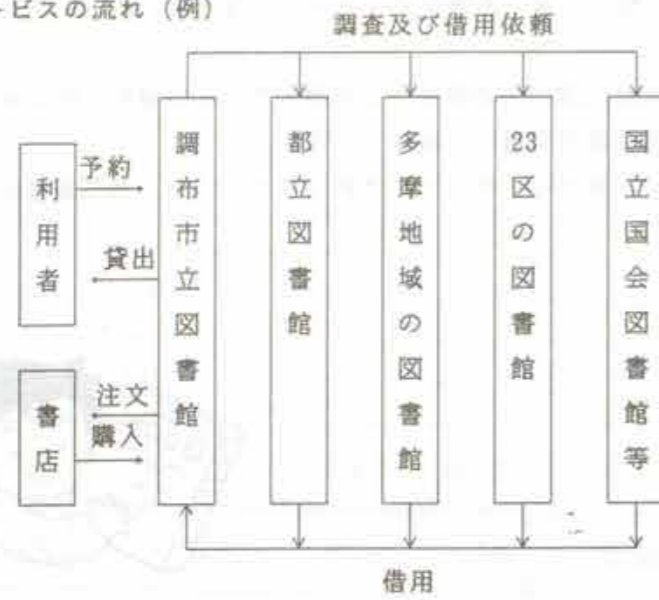 ービスの流れ（例）
調査及び借用依頼
利用者
予約
貸出
書店
注文
購入
調布市立図書館
都立図書館
多摩地域の図書館
23区の図書館
国立国会図書館等
借用